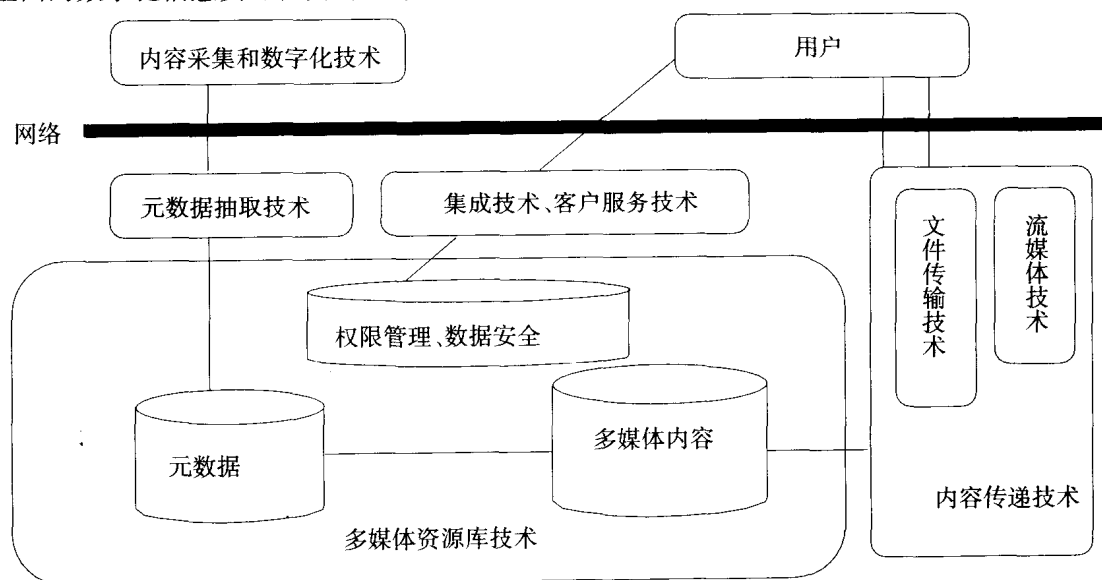 内容采集和数字化技术
用户
网络
元数据抽取技术
集成技术、客户服务技术
文件传输技术
流媒体技术
权限管理、数据安全
元数据
多媒体内容
内容传递技术
多媒体资源库技术